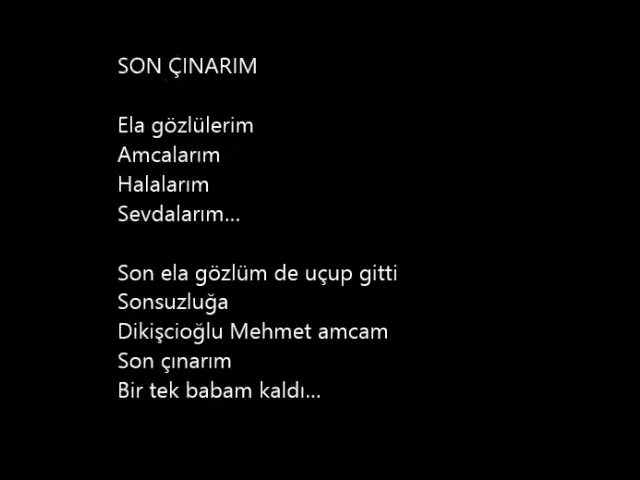 SON ÇINARIM
Ela gözlülerim
Amcalarım
Halalarım
Sevdalarım...
Son ela gözlüm de uçup gitti
Sonsuzluğa
Dikişcioğlu Mehmet amcam
Son çınarım
Bir tek babam kaldı...